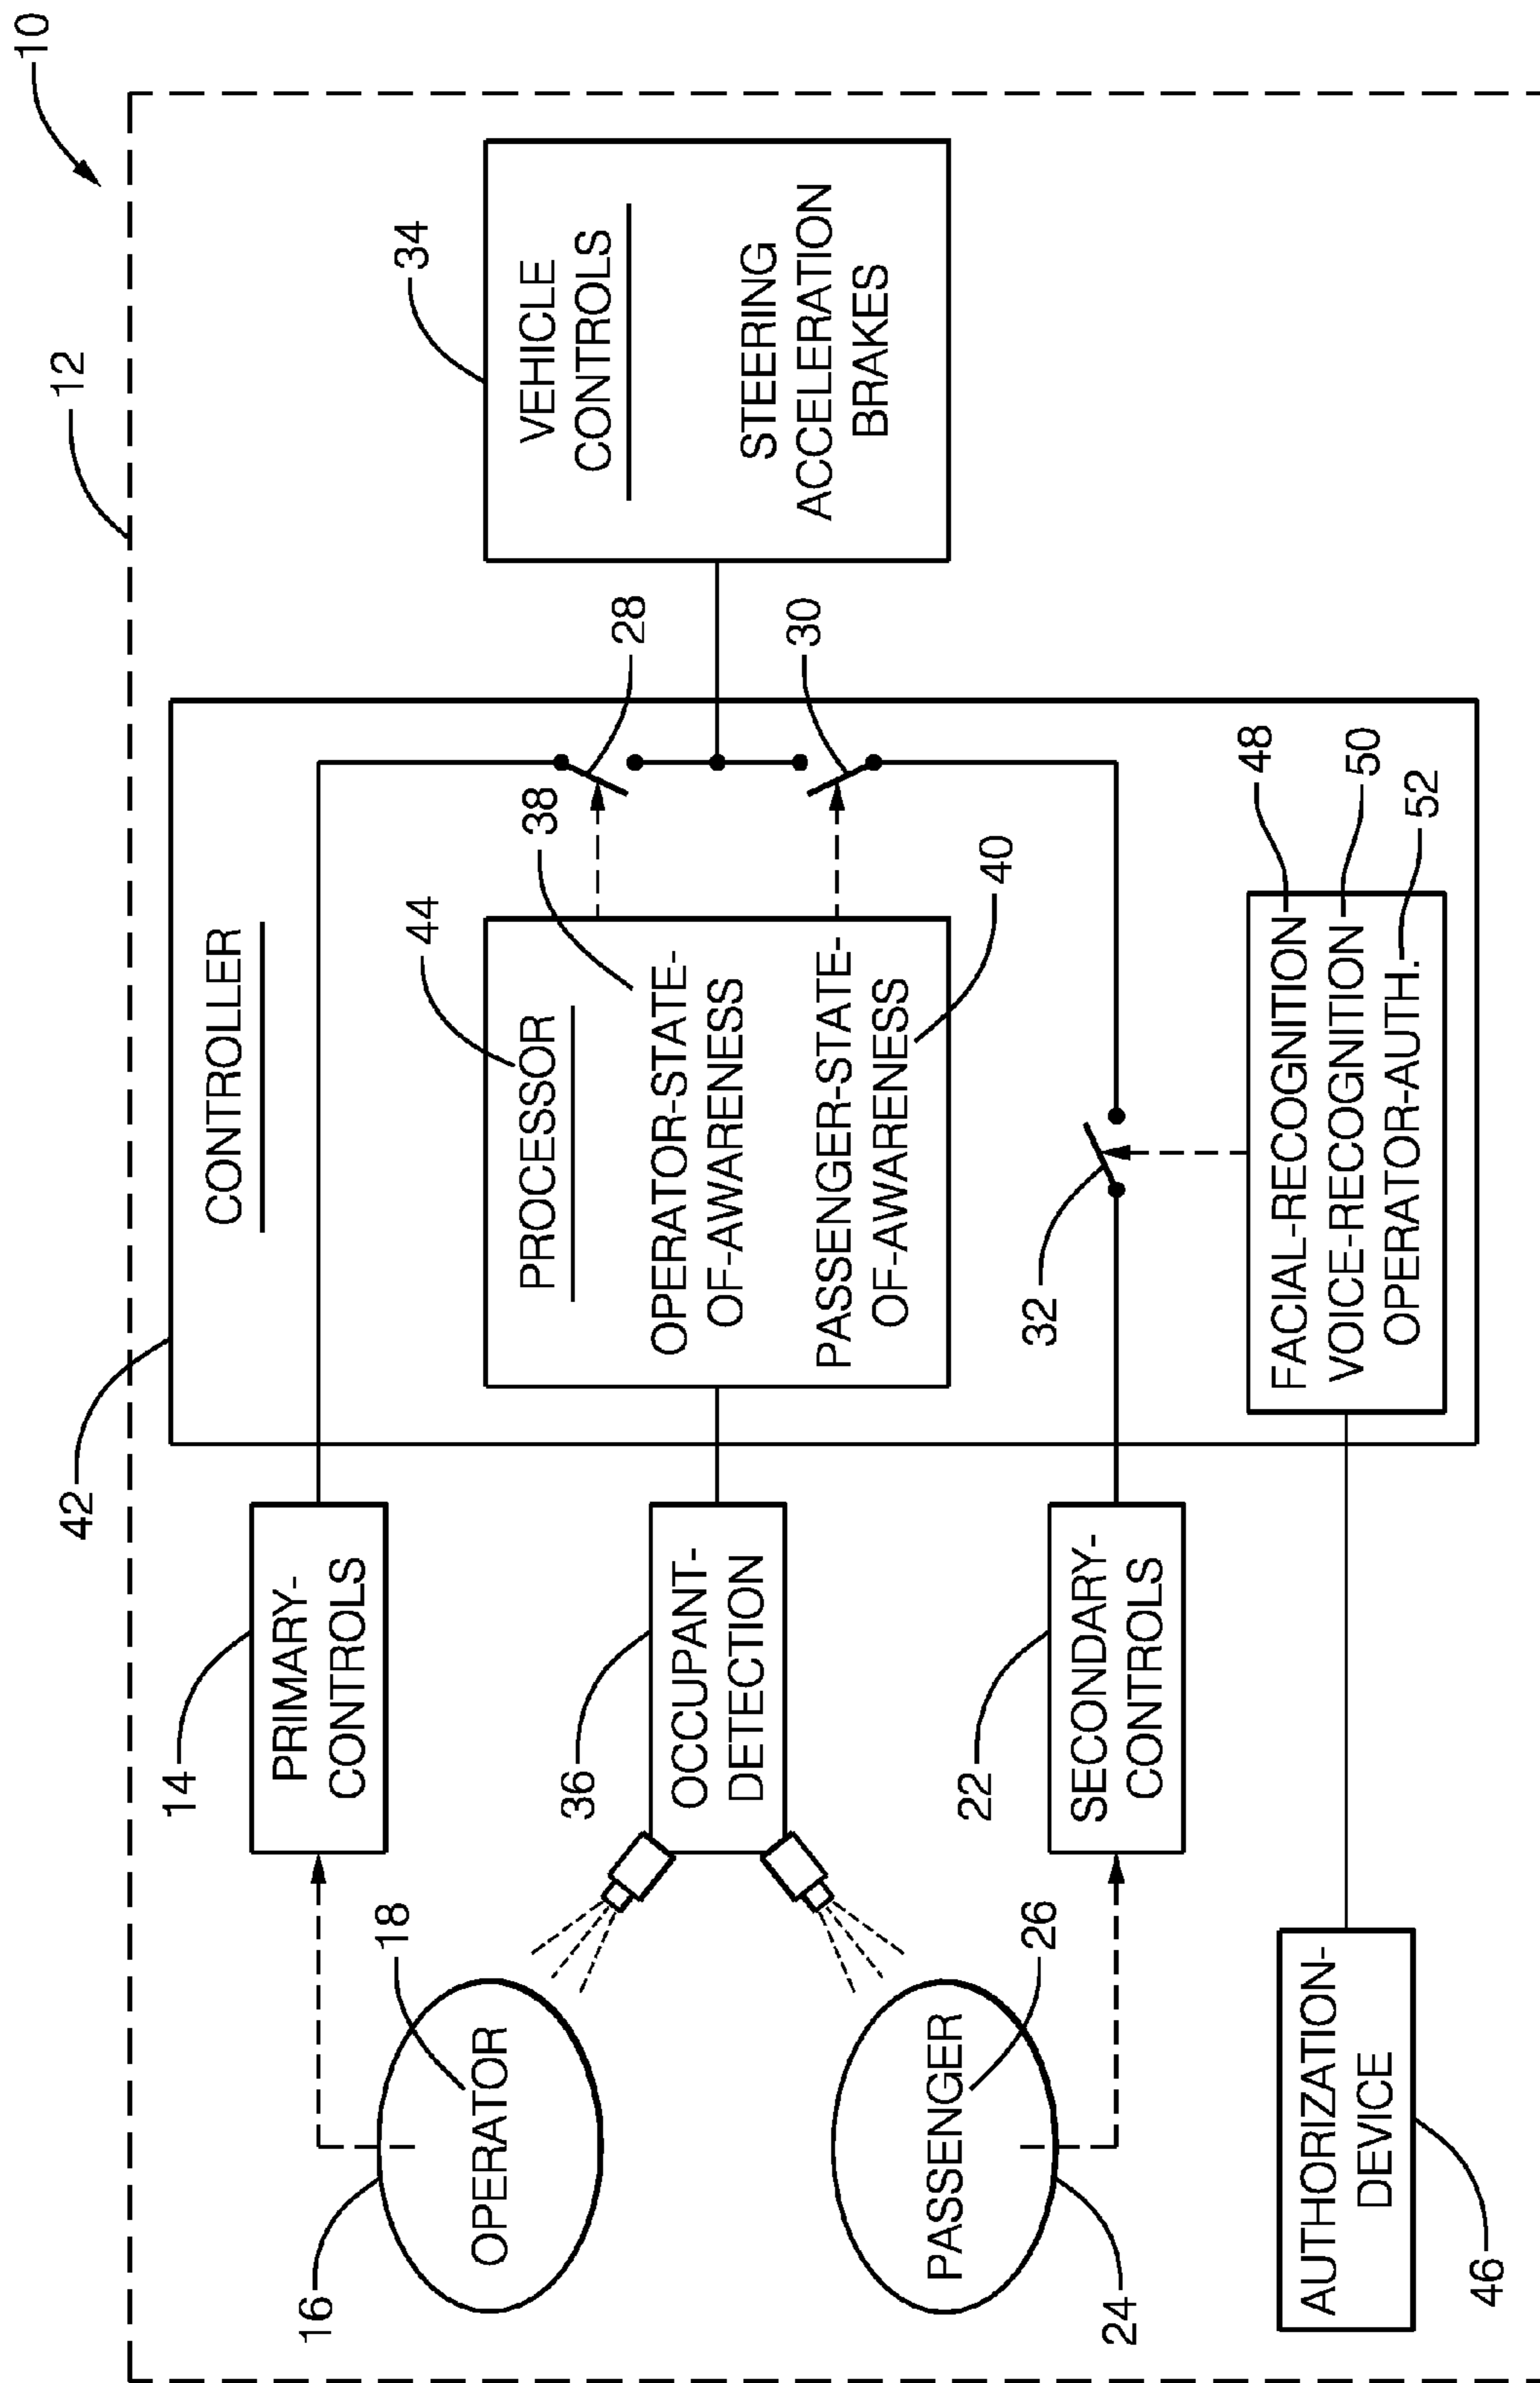 10
12
42
CONTROLLER
34
VEHICLE
CONTROLS
STEERING
ACCELERATION
BRAKES
14
PRIMARY-
CONTROLS
16
18
OPERATOR
36
OCCUPANT-
DETECTION
44
PROCESSOR
38
OPERATOR-STATE-
OF-AWARENESS
PASSENGER-STATE-
OF-AWARENESS
40
28
30
26
PASSENGER
24
22
SECONDARY-
CONTROLS
32
48
FACIAL-RECOGNITION
50
VOICE-RECOGNITION
52
OPERATOR-AUTH.
AUTHORIZATION-
DEVICE
46